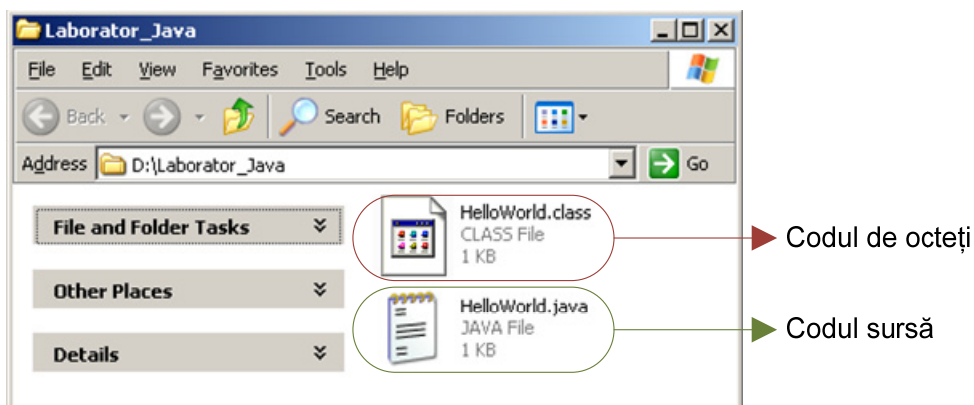 Laborator_Java
File Edit View Favorites Tools Help
Back Search Folders
Address D:\Laborator_Java Go
File and Folder Tasks
Other Places
Details
HelloWorld.class
CLASS File
1 KB
Codul de octeți
HelloWorld.java
JAVA File
1 KB
Codul sursă